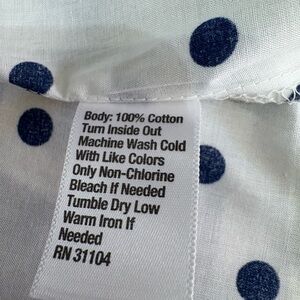 Body: 100% Cotton
Turn Inside Out
Machine Wash Cold
With Like Colors
Only Non-Chlorine
Bleach If Needed
Tumble Dry Low
Warm Iron If
Needed
RN 31104